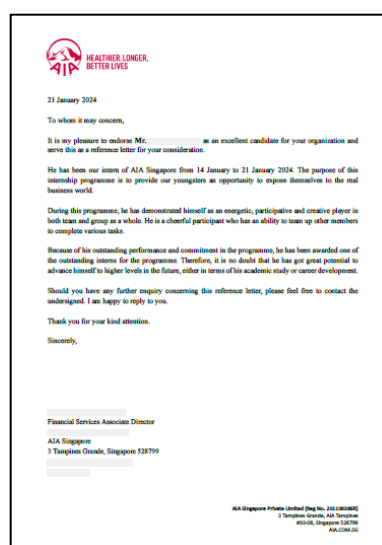 AIA
HEALTHIER, LONGER,
BETTER LIVES
21 January 2024
To whom it may concern,
It is my pleasure to endorse Mr. as an excellent candidate for your organization and
serve this as a reference letter for your consideration.
He has been our intern of AIA Singapore from 14 January to 21 January 2024. The purpose of this
internship programme is to provide our youngsters an opportunity to expose themselves to the real
business world.
During this programme, he has demonstrated himself as an energetic, participative and creative player in
both team and group as a whole. He is a cheerful participant who has an ability to team up other members
to complete various tasks.
Because of his outstanding performance and commitment in the programme, he has been awarded one
of the outstanding interns for the programme. Therefore, it is no doubt that he has got great potential to
advance himself to higher levels in the future, either in terms of his academic study or career development.
Should you have any further enquiry concerning this reference letter, please feel free to contact the
undersigned. I am happy to reply to you.
Thank you for your kind attention.
Sincerely,
Financial Services Associate Director
AIA Singapore
3 Tampines Grande, Singapore 528799
AIA Singapore Private Limited (Reg No.
3 Tampines Grande, AIA Tampines
Singapore 528799
AIA.COM.SG